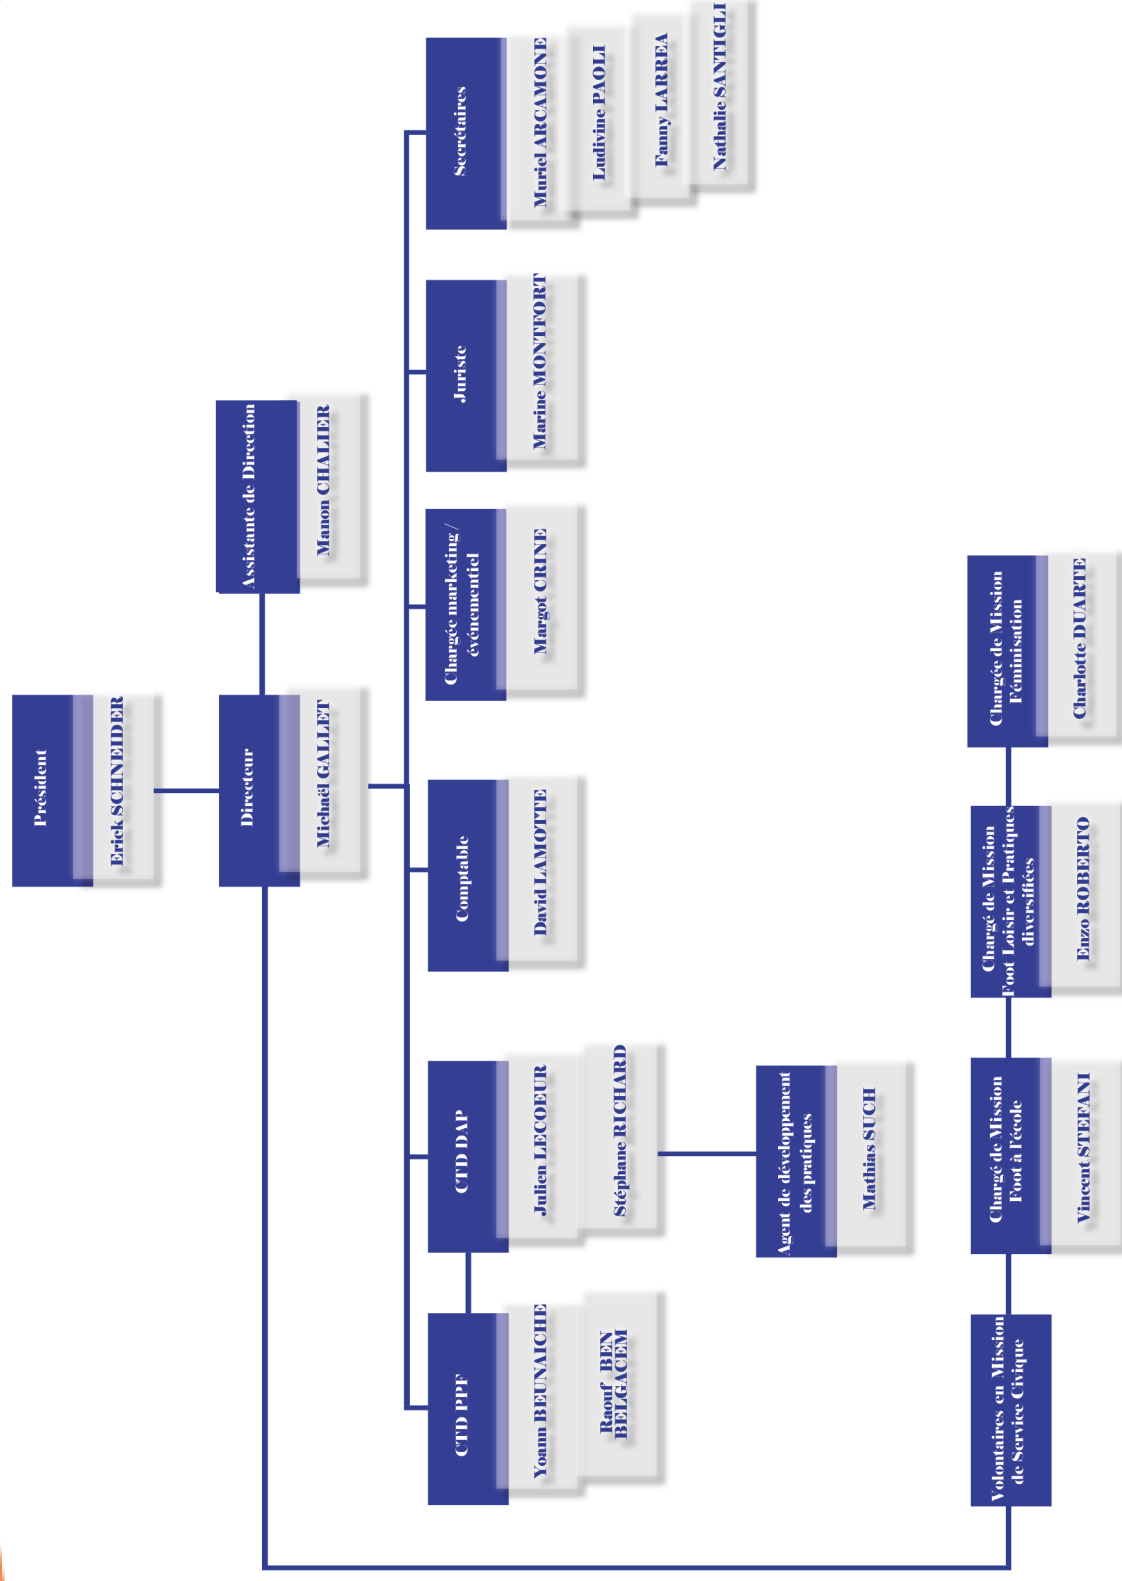 Président
Erick SCHNEIDER
Directeur
Michaël GALLET
Assistante de Direction
Manon CHALIER
CTD PPF
Yoann BEUNAICHE
Raouf BEN
BELGACEM
CTD DAP
Julien LECOEUR
Stéphane RICHARD
Comptable
David LAMOTTE
Chargée marketing /
événementiel
Margot CRINE
Juriste
Marine MONTFORT
Secrétaires
Muriel ARCAMONE
Ludivine PAOLI
Fanny LARREA
Nathalie SANTIGLI
Agent de développement
des pratiques
Mathias SUCH
Volontaires en Mission
de Service Civique
Chargé de Mission
Foot à l'école
Vincent STEFANI
Chargé de Mission
Foot Loisir et Pratiques
diversifiées
Enzo ROBERTO
Chargée de Mission
Féminisation
Charlotte DUARTE